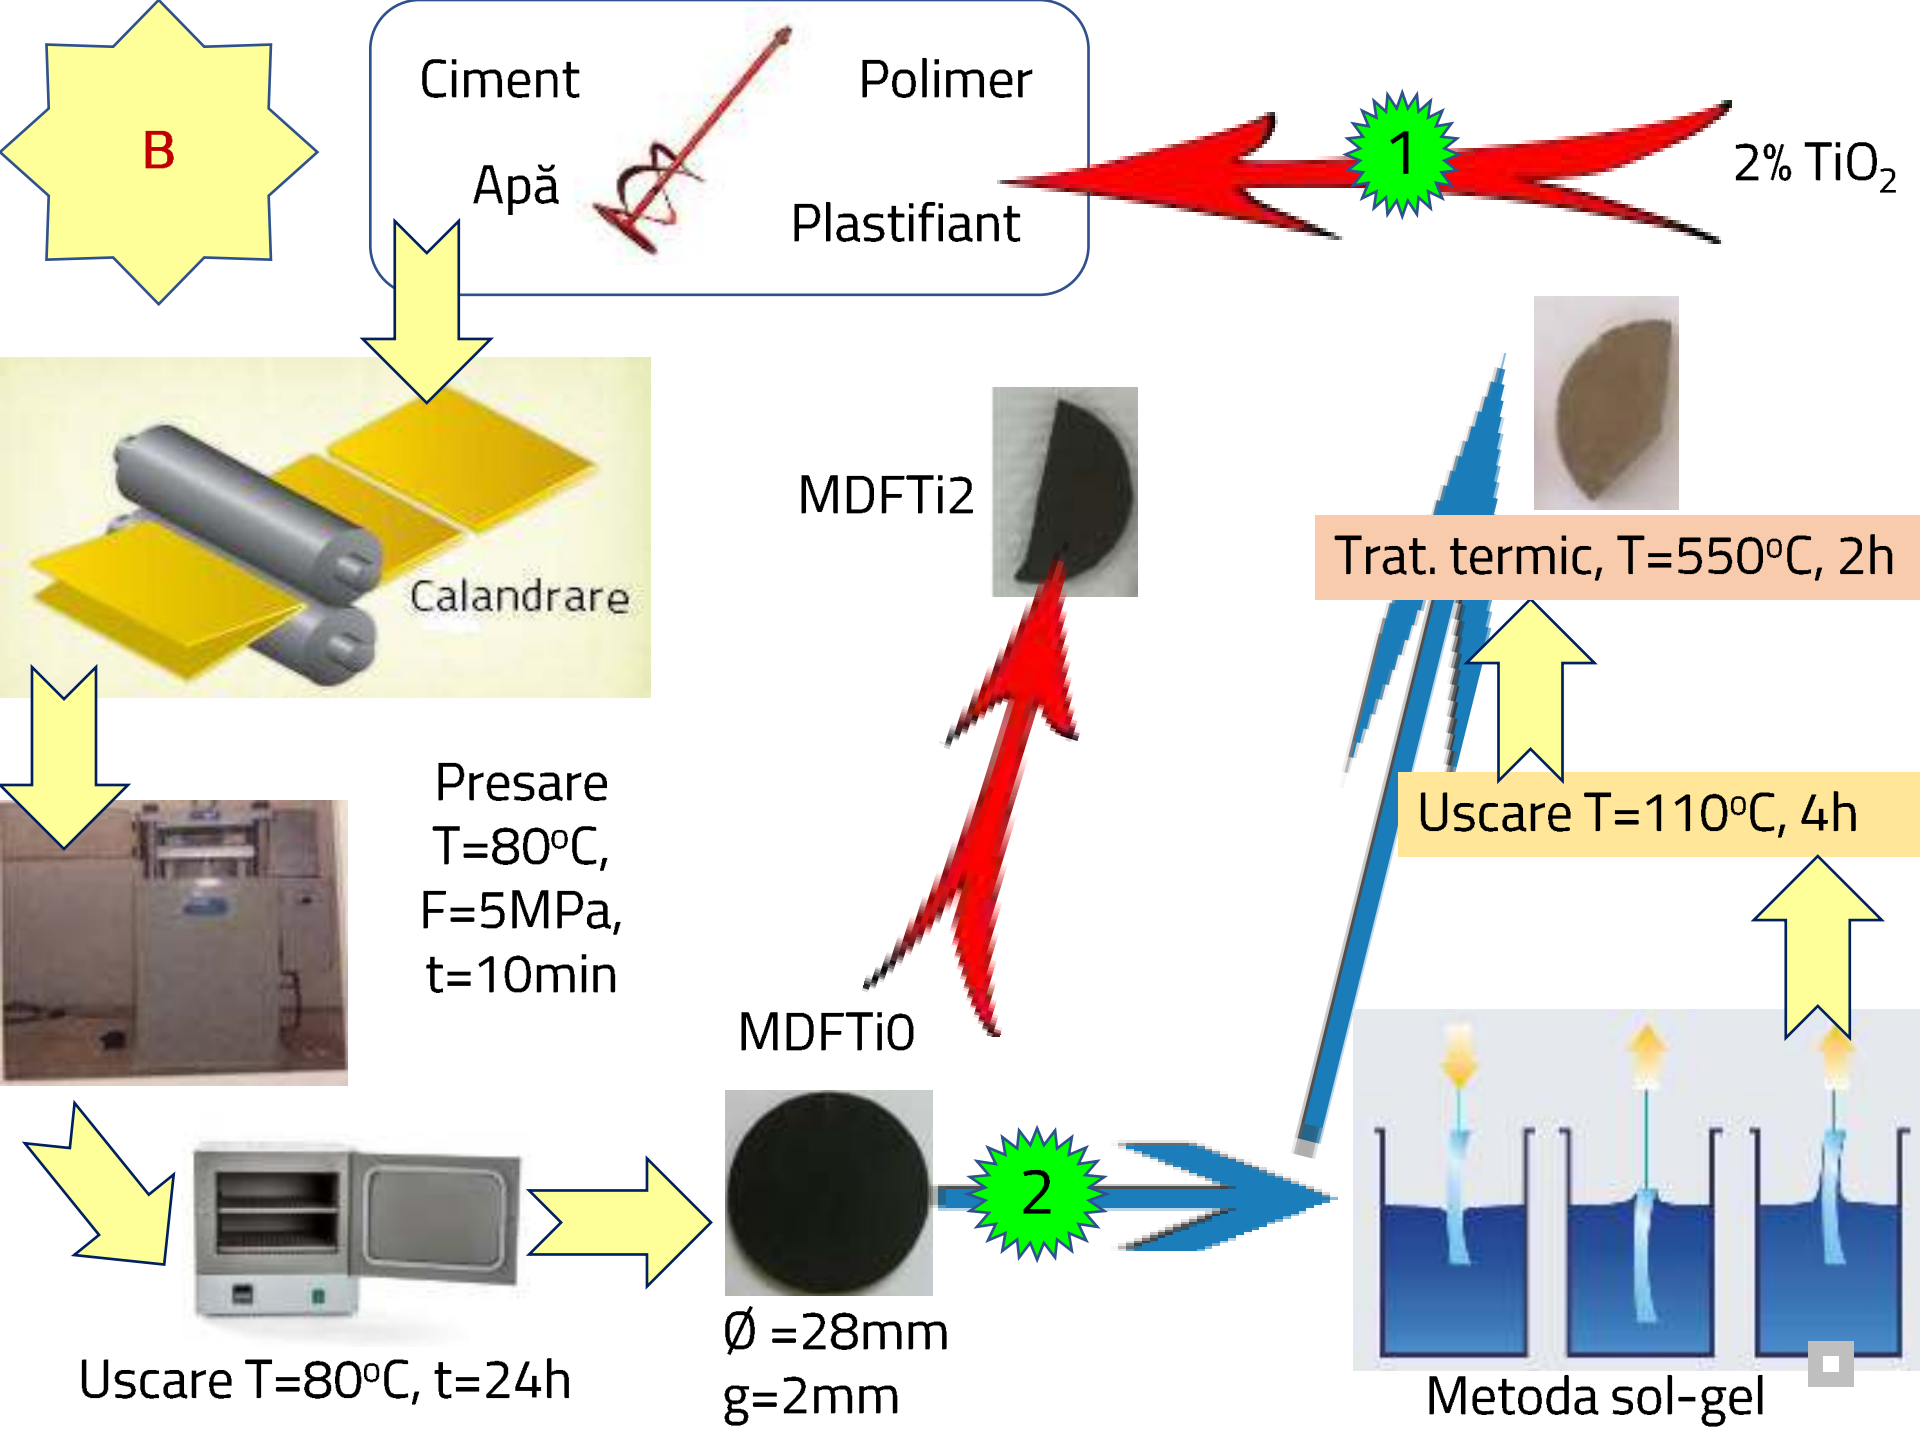 B
Ciment
Polimer
Apă
Plastifiant
1
2% TiO₂
Calandrare
MDFTi2
Trat. termic, T=550ºC, 2h
Uscare T=110ºC, 4h
Presare
T=80ºC,
F=5MPa,
t=10min
MDFTi0
2
Ø =28mm
g=2mm
Uscare T=80ºC, t=24h
Metoda sol-gel